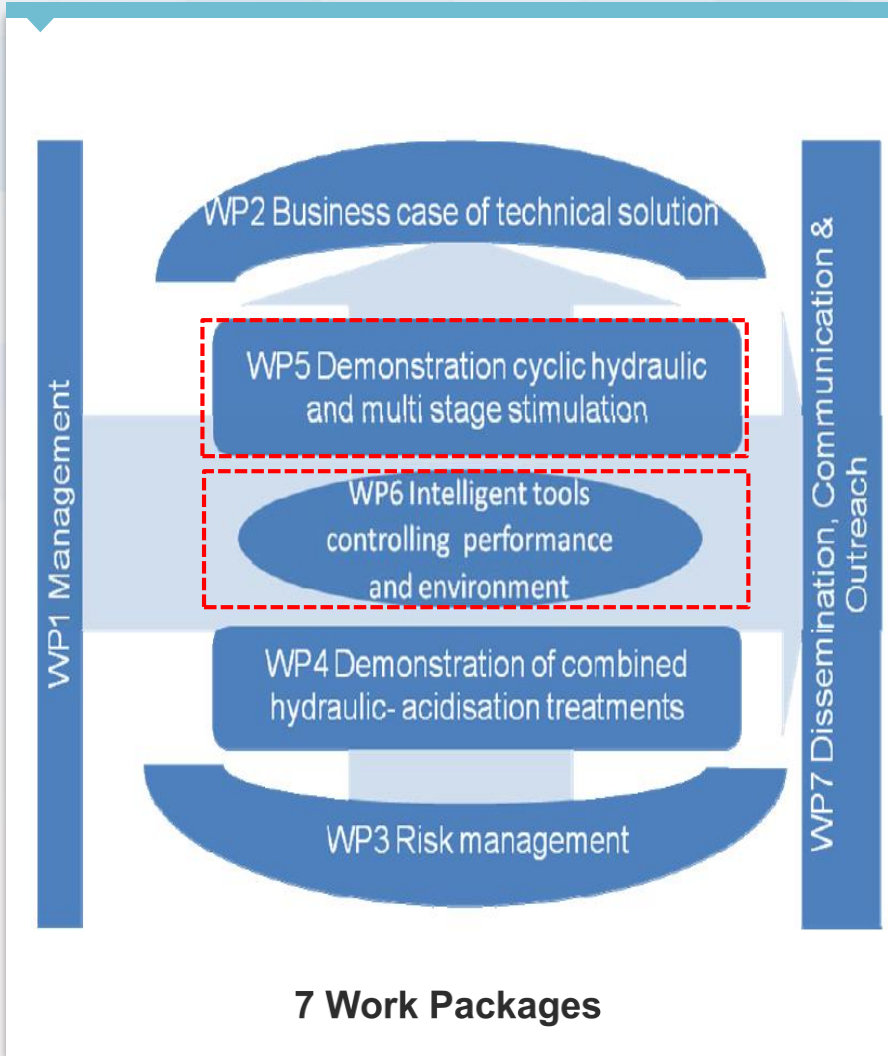 WP1 Management
WP2 Business case of technical solution
WP5 Demonstration cyclic hydraulic
and multi stage stimulation
WP6 Intelligent tools
controlling performance
and environment
WP4 Demonstration of combined
hydraulic- acidisation treatments
WP3 Risk management
WP7 Dissemination, Communication &
Outreach
7 Work Packages